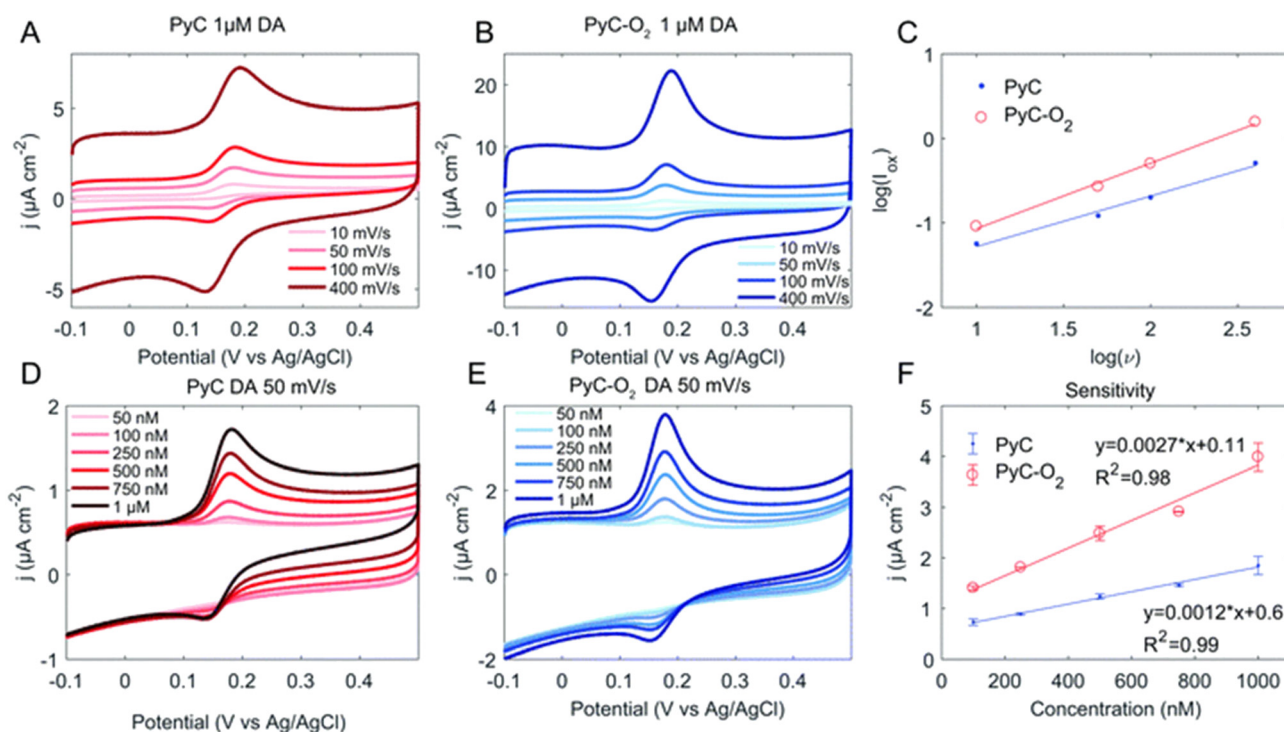 A
PyC 1μM DA
j (μA cm-2)
5
0
-5
10 mV/s
50 mV/s
100 mV/s
400 mV/s
-0.1
0
0.1
0.2
0.3
0.4
Potential (V vs Ag/AgCl)
B
PyC-O2 1 μM DA
j (μA cm-2)
20
10
0
-10
10 mV/s
50 mV/s
100 mV/s
400 mV/s
-0.1
0
0.1
0.2
0.3
0.4
Potential (V vs Ag/AgCl)
C
log(Iox)
1
0
-1
-2
PyC
PyC-O2
1
1.5
2
2.5
log(ν)
D
PyC DA 50 mV/s
j (μA cm-2)
2
1
0
-1
50 nM
100 nM
250 nM
500 nM
750 nM
1 μM
-0.1
0
0.1
0.2
0.3
0.4
Potential (V vs Ag/AgCl)
E
PyC-O2 DA 50 mV/s
j (μA cm-2)
4
2
0
-2
50 nM
100 nM
250 nM
500 nM
750 nM
1 μM
-0.1
0
0.1
0.2
0.3
0.4
Potential (V vs Ag/AgCl)
F
Sensitivity
j (μA cm-2)
5
4
3
2
1
0
PyC
PyC-O2
y=0.0027*x+0.11
R2=0.98
y=0.0012*x+0.6
R2=0.99
200
400
600
800
1000
Concentration (nM)